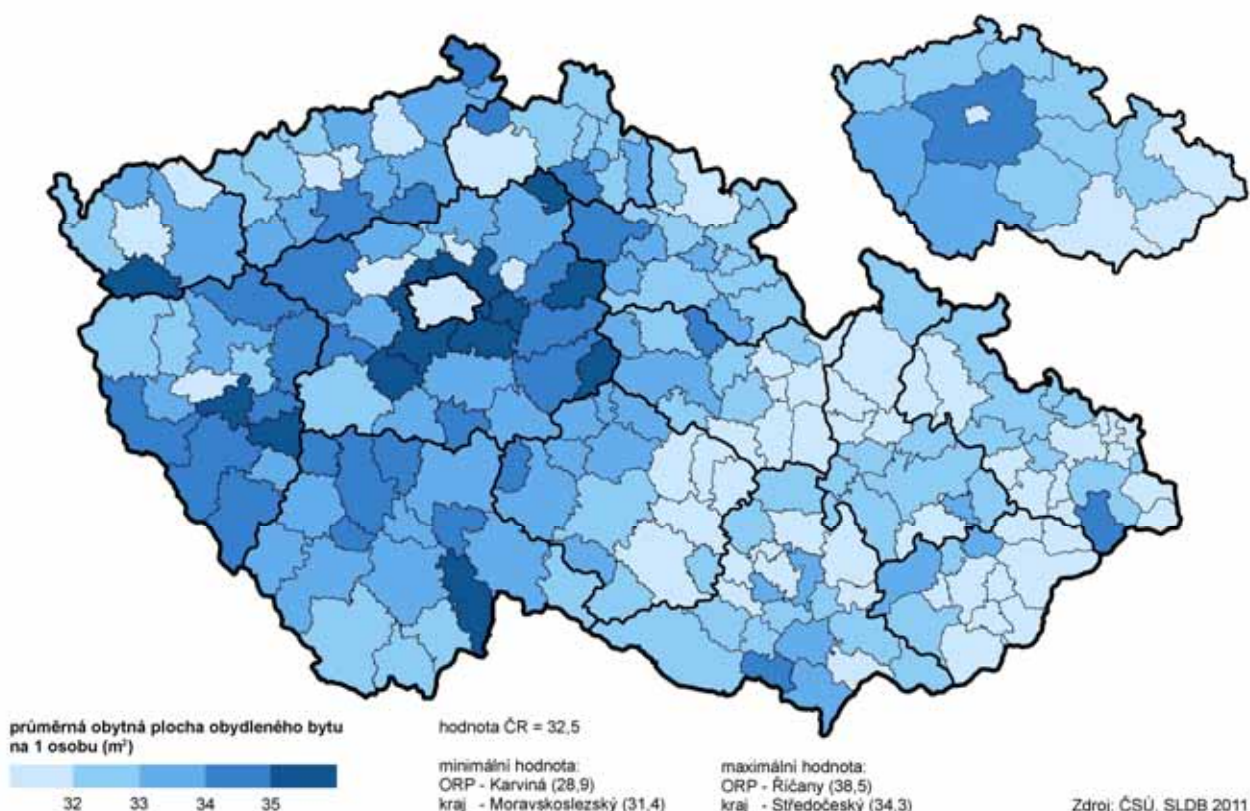 průměrná obytná plocha obydleného bytu
na 1 osobu (m²)
32 33 34 35
hodnota ČR = 32,5
minimální hodnota:
ORP - Karviná (28,9)
kraj - Moravskoslezský (31,4)
maximální hodnota:
ORP - Říčany (38,5)
kraj - Středočeský (34,3)
Zdroj: ČSÚ, SLDB